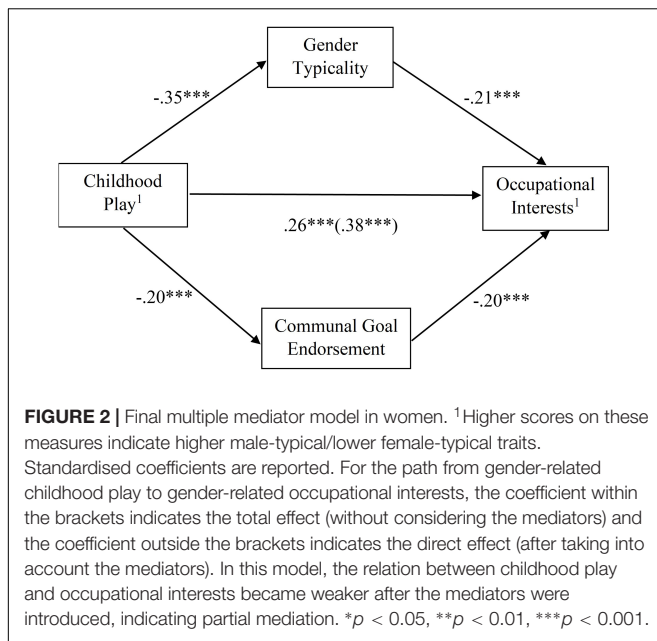 Gender
Typicality
-.35***
-.21***
Childhood
Play¹
Occupational
Interests¹
.26***(.38***)
-.20***
-.20***
Communal Goal
Endorsement
FIGURE 2 | Final multiple mediator model in women. ¹Higher scores on these
measures indicate higher male-typical/lower female-typical traits.
Standardised coefficients are reported. For the path from gender-related
childhood play to gender-related occupational interests, the coefficient within
the brackets indicates the total effect (without considering the mediators) and
the coefficient outside the brackets indicates the direct effect (after taking into
account the mediators). In this model, the relation between childhood play
and occupational interests became weaker after the mediators were
introduced, indicating partial mediation. *p < 0.05, **p < 0.01, ***p < 0.001.